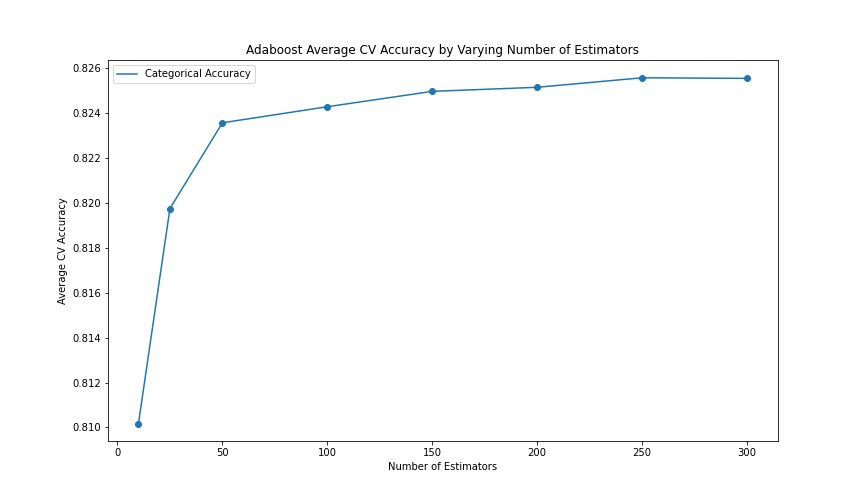 Adaboost Average CV Accuracy by Varying Number of Estimators
Categorical Accuracy
Average CV Accuracy
0.826
0.824
0.822
0.820
0.818
0.816
0.814
0.812
0.810
0 50 100 150 200 250 300
Number of Estimators